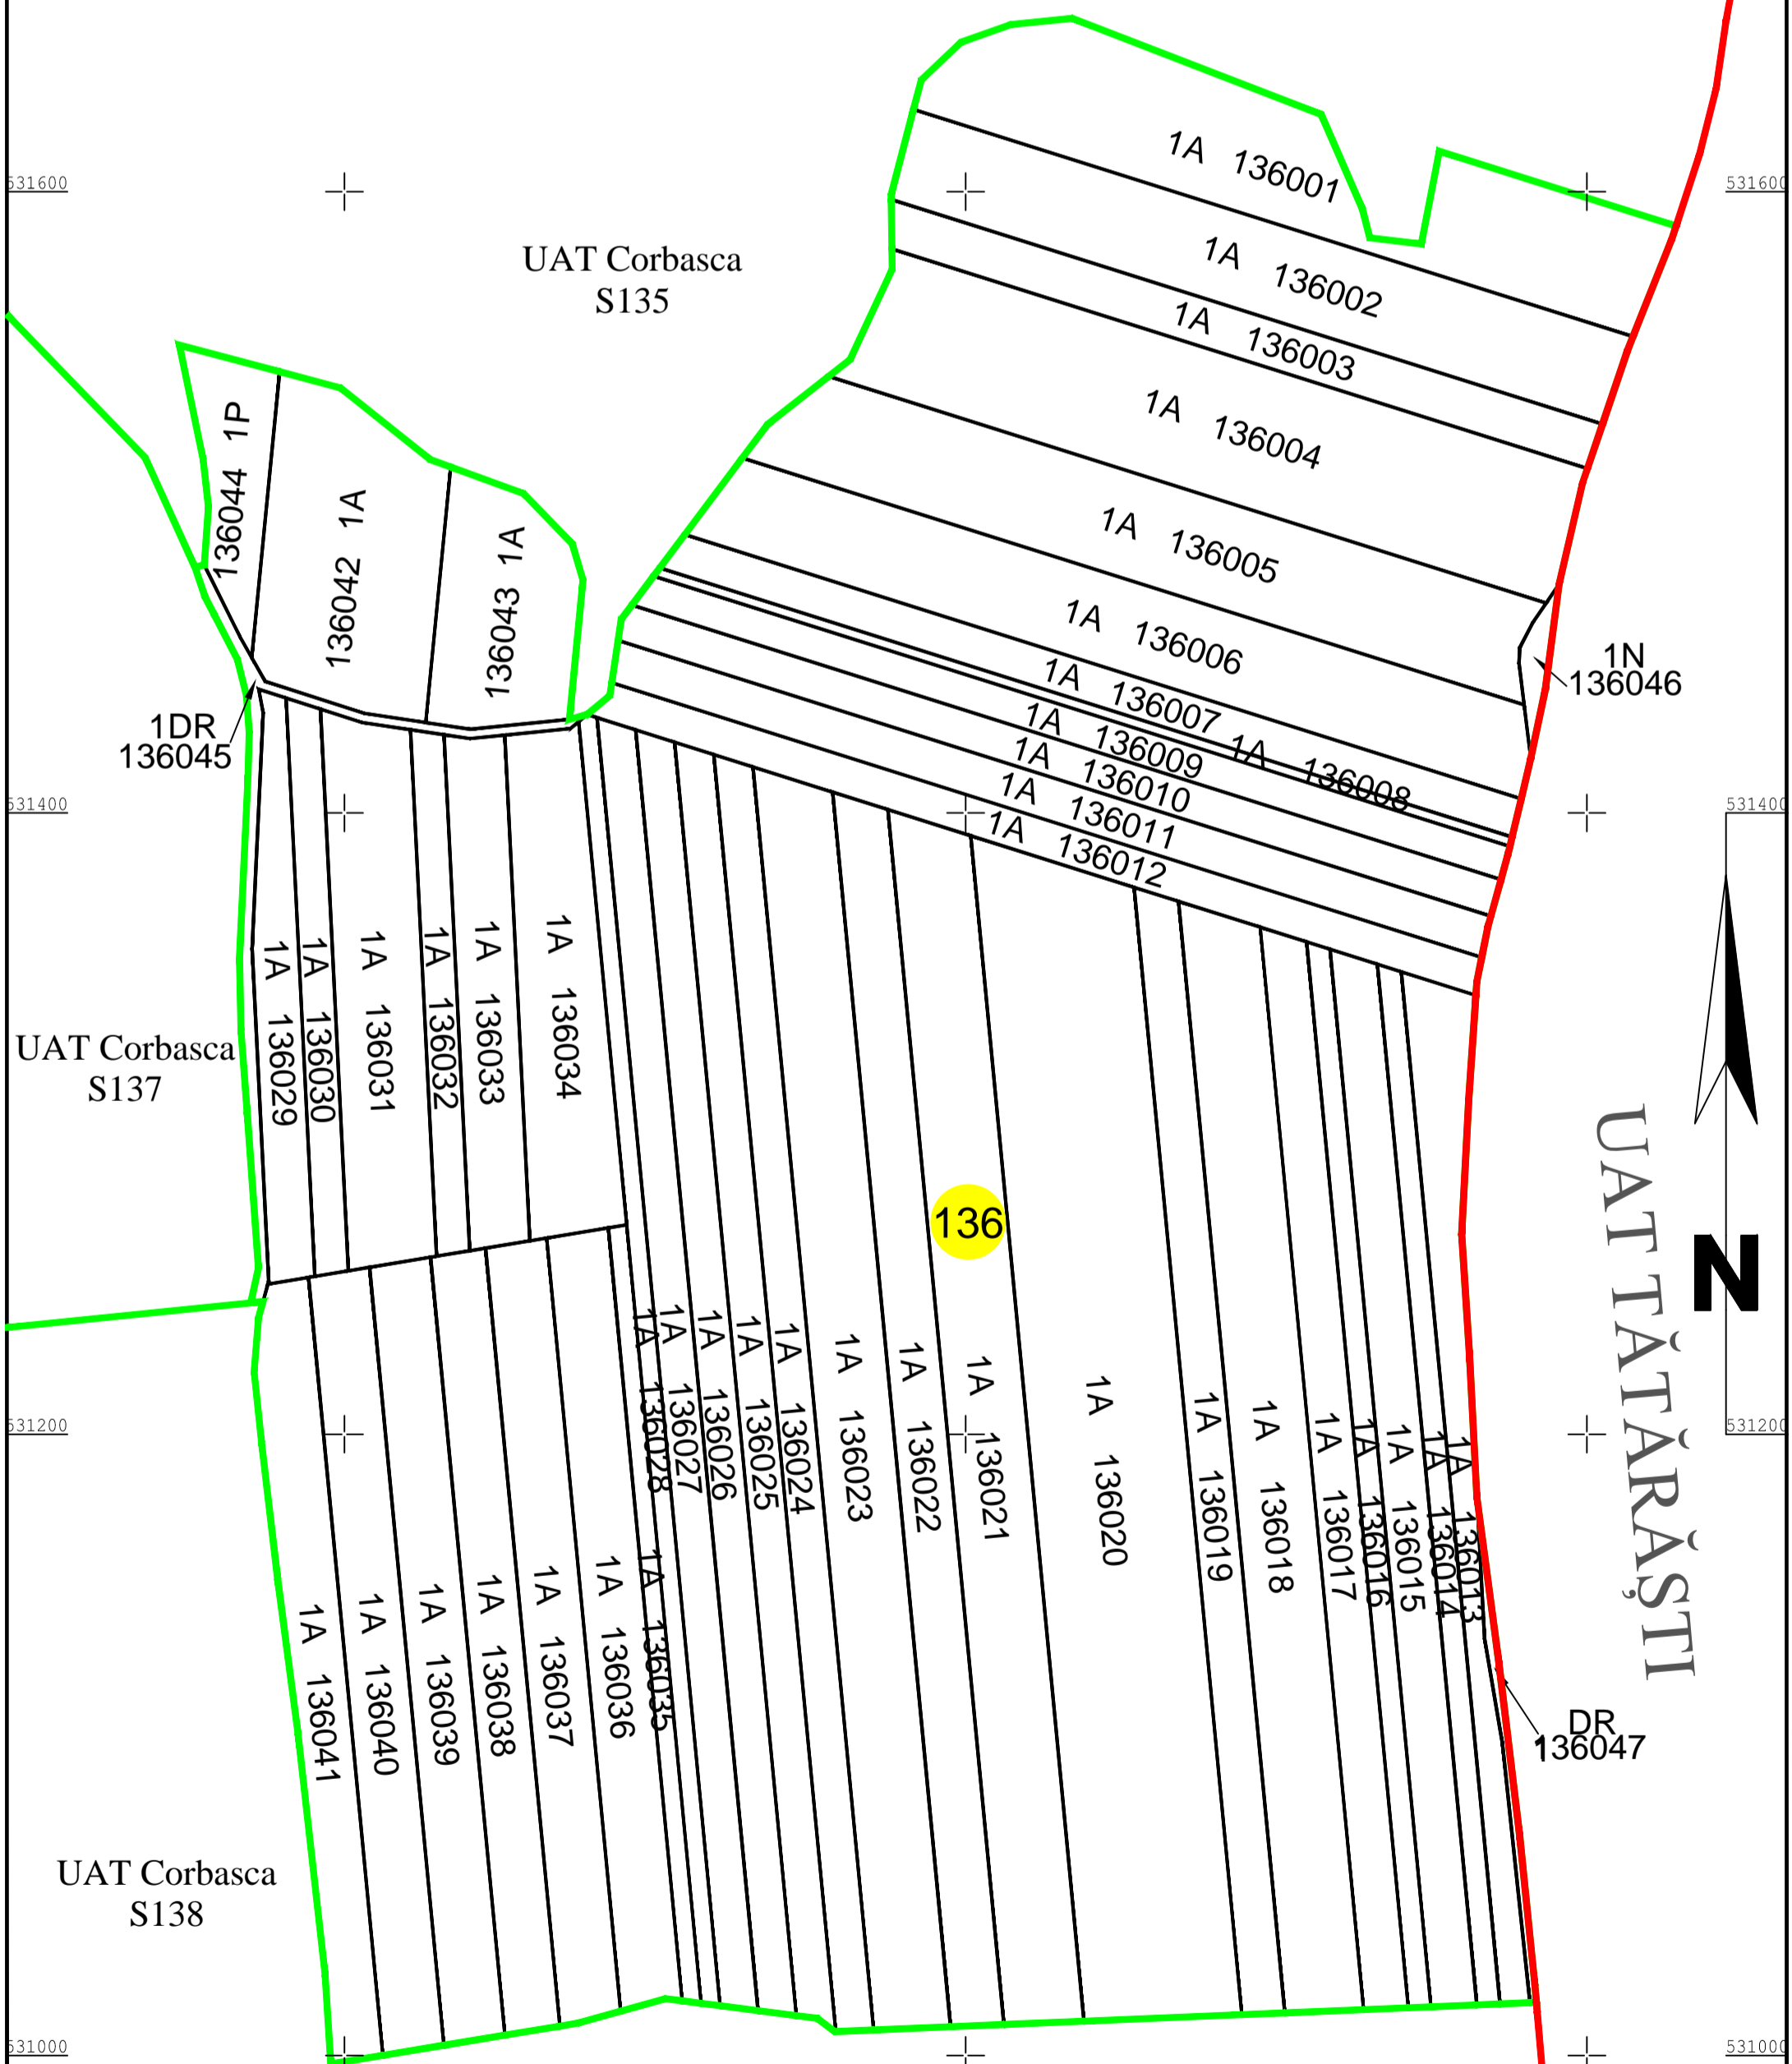 1A 136001
531600
531600
1A 136002
UAT Corbasca
S135
1A 136003
1A 136004
136044 1P
136042 1A
136043 1A
1A 136005
1A 136006
1N
136046
1A 136007
1A 136008
1DR
136045
1A 136009
1A 136010
1A 136011
531400
531400
1A 136012
1A 136029
1A 136030
1A 136031
1A 136032
1A 136033
1A 136034
UAT Corbasca
S137
136
UAT TĂTĂRĂȘTI
N
1A 136028
1A 136027
1A 136026
1A 136025
1A 136024
1A 136023
1A 136022
1A 136021
1A 136020
1A 136019
1A 136018
1A 136017
1A 136016
1A 136015
1A 136014
1A 136013
531200
531200
1A 136041
1A 136040
1A 136039
1A 136038
1A 136037
1A 136036
1A 136035
DR
136047
UAT Corbasca
S138
531000
531000